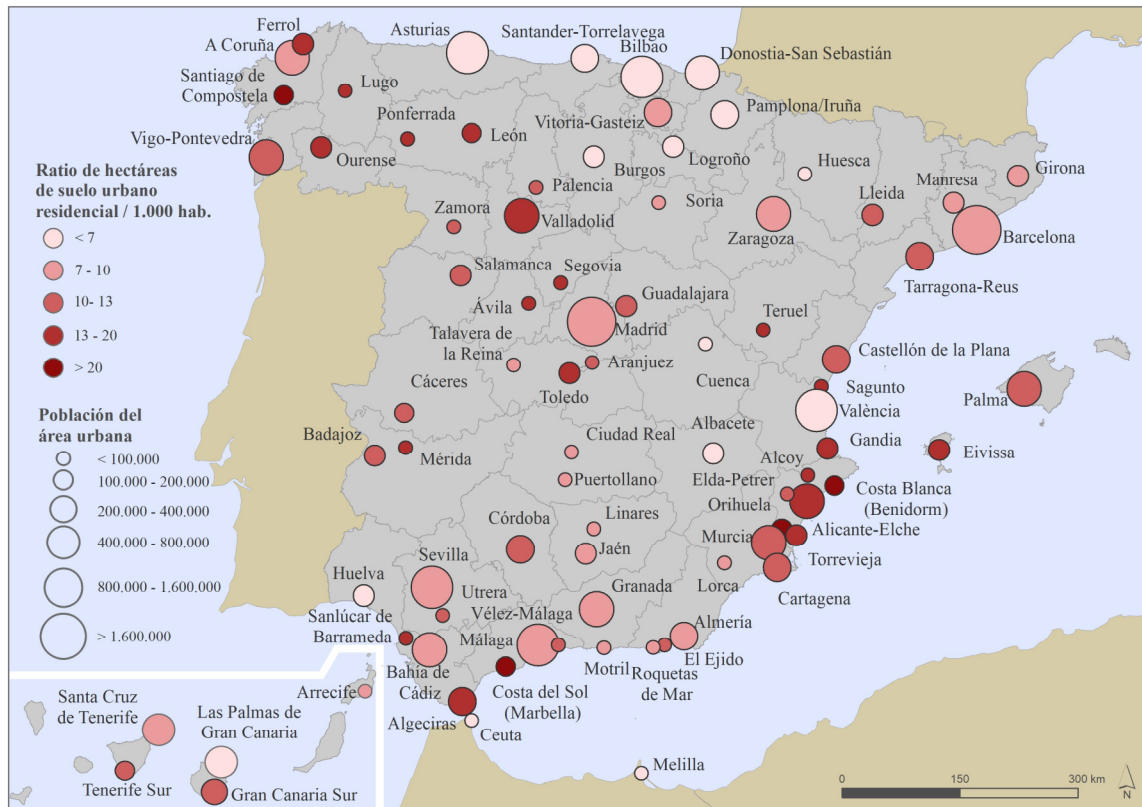 Ferrol
A Coruña
Asturias
Santander-Torrelavega
Bilbao
Donostia-San Sebastián
Santiago de
Compostela
Lugo
Ponferrada
León
Vitoria-Gasteiz
Pamplona/Iruña
Vigo-Pontevedra
Ourense
Burgos
Logroño
Huesca
Girona
Manresa
Lleida
Palencia
Soria
Zamora
Valladolid
Zaragoza
Barcelona
Tarragona-Reus
Salamanca
Segovia
Guadalajara
Ávila
Madrid
Teruel
Talavera de
la Reina
Aranjuez
Castellón de la Plana
Cáceres
Toledo
Cuenca
Sagunto
València
Palma
Badajoz
Mérida
Ciudad Real
Albacete
Gandia
Eivissa
Puertollano
Alcoy
Elda-Petrer
Orihuela
Costa Blanca
(Benidorm)
Córdoba
Linares
Alicante-Elche
Jaén
Murcia
Torrevieja
Sevilla
Lorca
Cartagena
Huelva
Utrera
Granada
Sanlúcar de
Barrameda
Vélez-Málaga
Almería
Málaga
Bahía de
Cádiz
Motril
Roquetas
de Mar
El Ejido
Costa del Sol
(Marbella)
Algeciras
Ceuta
Melilla
Arrecife
Santa Cruz
de Tenerife
Las Palmas de
Gran Canaria
Tenerife Sur
Gran Canaria Sur
Ratio de hectáreas
de suelo urbano
residencial / 1.000 hab.
< 7
7 - 10
10- 13
13 - 20
> 20
Población del
área urbana
< 100.000
100.000 - 200.000
200.000 - 400.000
400.000 - 800.000
800.000 - 1.600.000
> 1.600.000
0 150 300 km
N